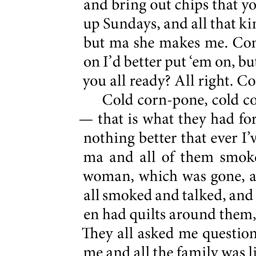 and bring out chips that yo
up Sundays, and all that kin
but ma she makes me. Con
on I'd better put 'em on, but
you all ready? All right. Co
Cold corn-pone, cold co
— that is what they had for
nothing better that ever I'v
ma and all of them smok
woman, which was gone, a
all smoked and talked, and
en had quilts around them,
They all asked me question
me and all the family was li